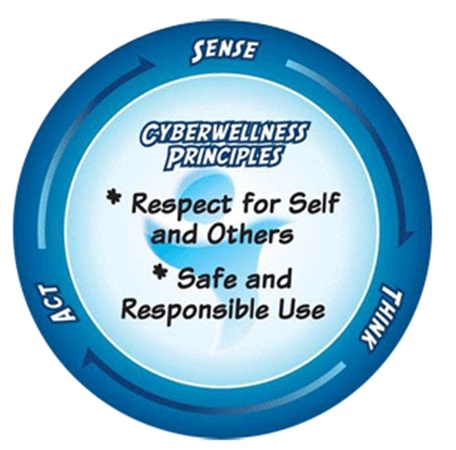 SENSE
CYBERWELLNESS
PRINCIPLES
* Respect for Self
and Others
* Safe and
Responsible Use
THINK
ACT